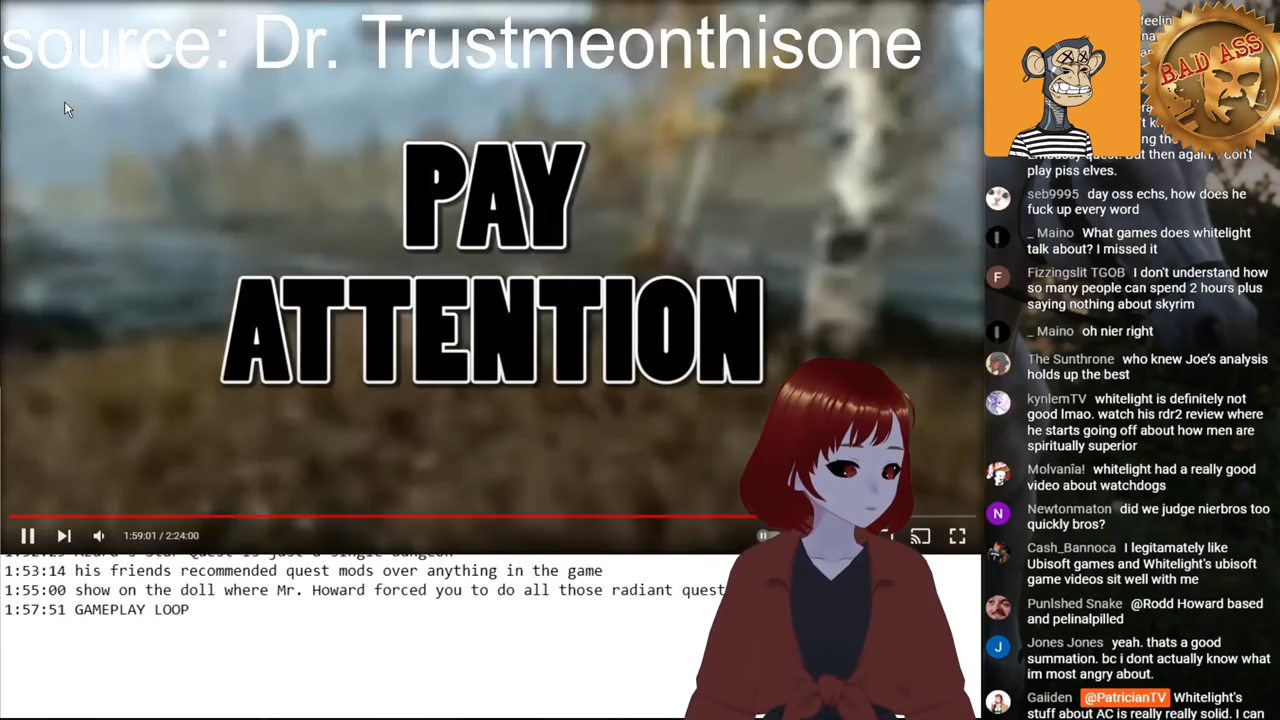 source: Dr. Trustmeonthisone
PAY
ATTENTION
1:59:01 / 2:24:00
1:53:14 his friends recommended quest mods over anything in the game
1:55:00 show on the doll where Mr. Howard forced you to do all those radiant quest
1:57:51 GAMEPLAY LOOP
BAD ASS
play piss elves.
seb9995 day oss echs, how does he
fuck up every word
_ Maino What games does whitelight
talk about? I missed it
Fizzingslit TGOB I don't understand how
so many people can spend 2 hours plus
saying nothing about skyrim
_ Maino oh nier right
The Sunthrone who knew Joe's analysis
holds up the best
kynlemTV whitelight is definitely not
good lmao. watch his rdr2 review where
he starts going off about how men are
spiritually superior
Molvanîa! whitelight had a really good
video about watchdogs
Newtonmaton did we judge nierbros too
quickly bros?
Cash_Bannoca I legitamately like
Ubisoft games and Whitelight's ubisoft
game videos sit well with me
Punlshed Snake @Rodd Howard based
and pelinalpilled
Jones Jones yeah. thats a good
summation. bc i dont actually know what
im most angry about.
Gaiiden @PatricianTV Whitelight's
stuff about AC is really really solid. I can